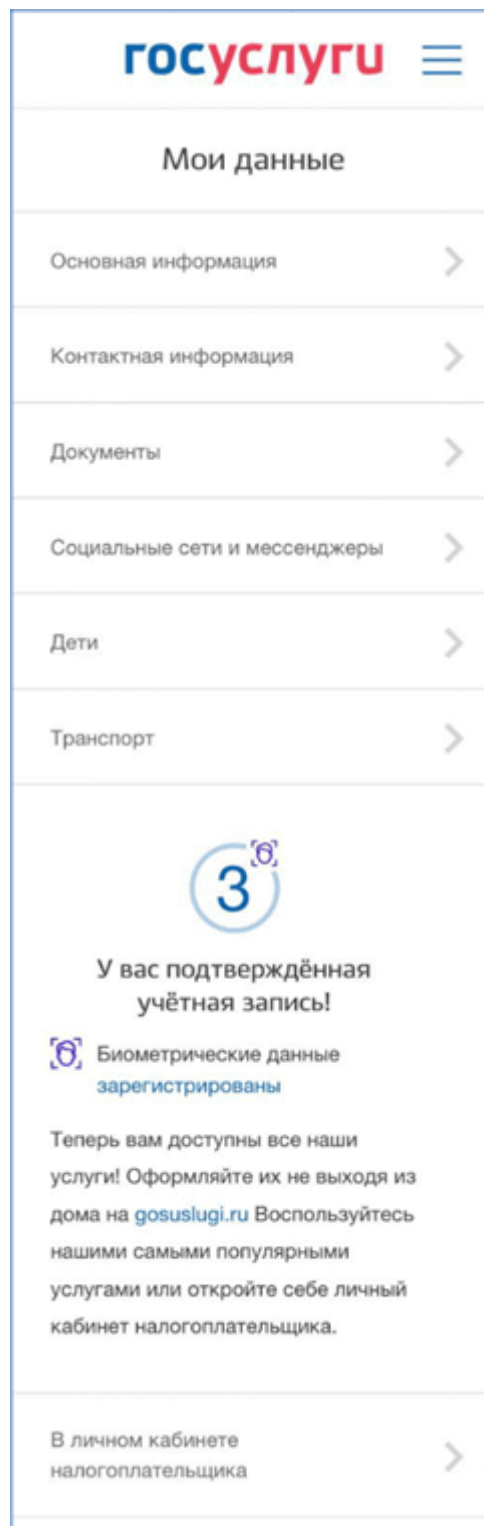 госуслуги
Мои данные
Основная информация
Контактная информация
Документы
Социальные сети и мессенджеры
Дети
Транспорт
3
У вас подтверждённая
учётная запись!
Биометрические данные
зарегистрированы
Теперь вам доступны все наши
услуги! Оформляйте их не выходя из
дома на gosuslugi.ru Воспользуйтесь
нашими самыми популярными
услугами или откройте себе личный
кабинет налогоплательщика.
В личном кабинете
налогоплательщика